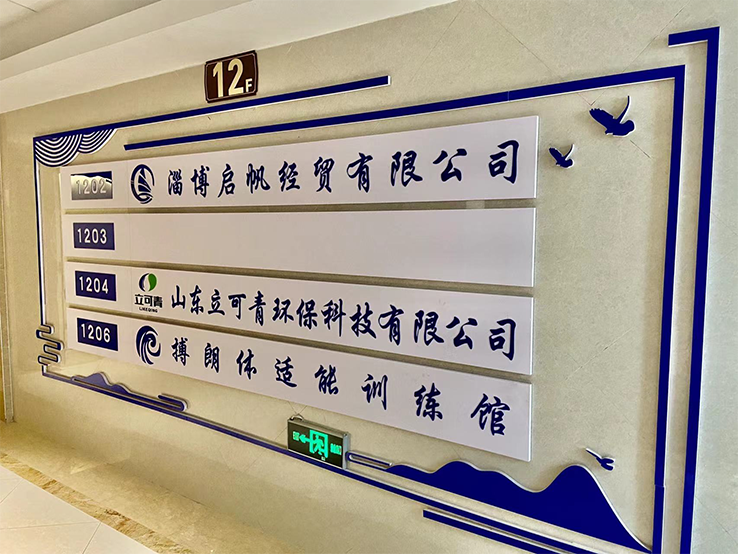 12F
1202 淄博启帆经贸有限公司
1203
1204 立可青 LIKEQING 山东立可青环保科技有限公司
1206 搏朗体适能训练馆